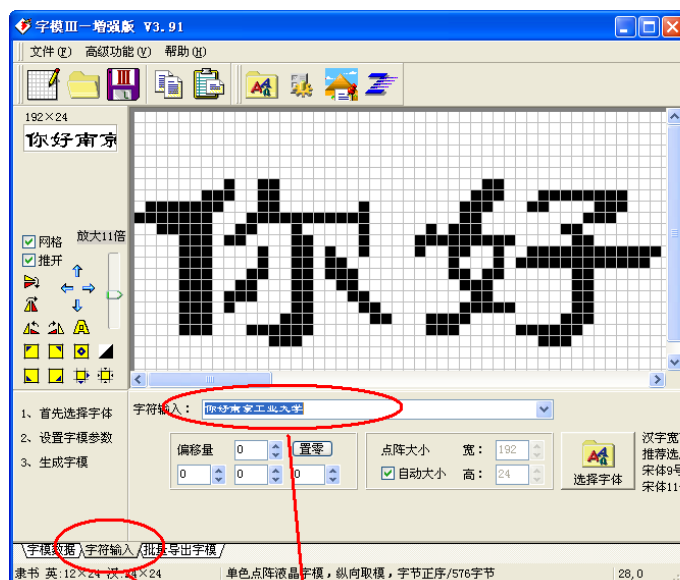 字模III－增强版 V3.91
文件(F) 高级功能(V) 帮助(H)
192×24
你好南京
你好
网格
放大11倍
推开
1、首先选择字体
2、设置字模参数
3、生成字模
字符输入：
你好南京工业大学
偏移量 0 置零
0 0 0
点阵大小 宽： 192
自动大小 高： 24
选择字体
汉字宽
推荐选
宋体9号
宋体11
字模数据 字符输入 批量导出字模
隶书 英:12×24 汉:24×24
单色点阵液晶字模，纵向取模，字节正序/576字节
28,0